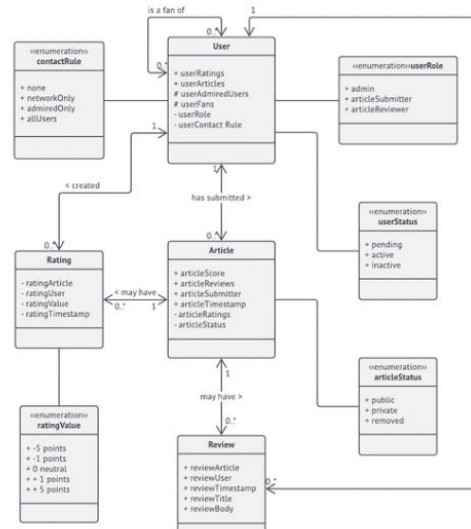 is a fan of
0..*
1
User
0..*
+ userRatings
+ userArticles
# userAdmiredUsers
# userFans
- userRole
- userContact Rule
«enumeration»
contactRule
+ none
+ networkOnly
+ admiredOnly
+ allUsers
«enumeration»userRole
+ admin
+ articleSubmitter
+ articleReviewer
1
1
< created
has submitted >
0..*
0..*
«enumeration»
userStatus
+ pending
+ active
+ inactive
Rating
- ratingArticle
- ratingUser
- ratingValue
- ratingTimestamp
< may have
0..*
1
Article
+ articleScore
+ articleReviews
+ articleSubmitter
+ articleTimestamp
- articleRatings
- articleStatus
1
may have >
0..*
«enumeration»
articleStatus
+ public
+ private
+ removed
«enumeration»
ratingValue
+ -5 points
+ -1 points
+ 0 neutral
+ + 1 points
+ + 5 points
Review
+ reviewArticle
+ reviewUser
+ reviewTimestamp
+ reviewTitle
+ reviewBody
0..*